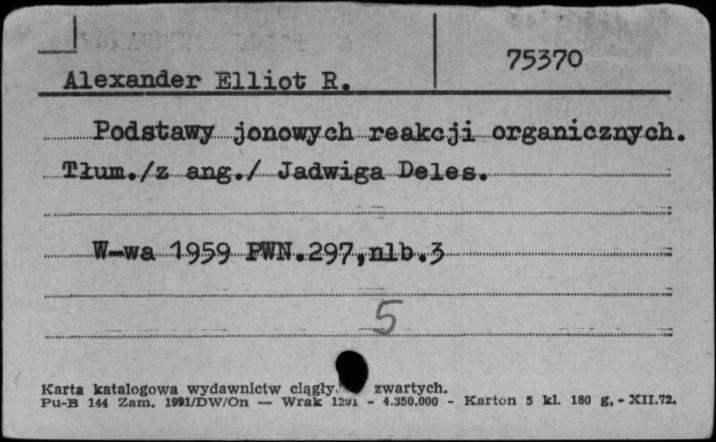 75370
Alexander Elliot R.
Podstawy jonowych reakcji organicznych.
Tłum./z ang./ Jadwiga Deles.
W-wa 1959 PWN.297,nlb.3
5
Karta katalogowa wydawnictw ciągły zwartych.
Pu-B 144 Zam. 1991/DW/On — Wrak 1291 - 4.350.000 - Karton 5 kl. 180 g, - XII.72.